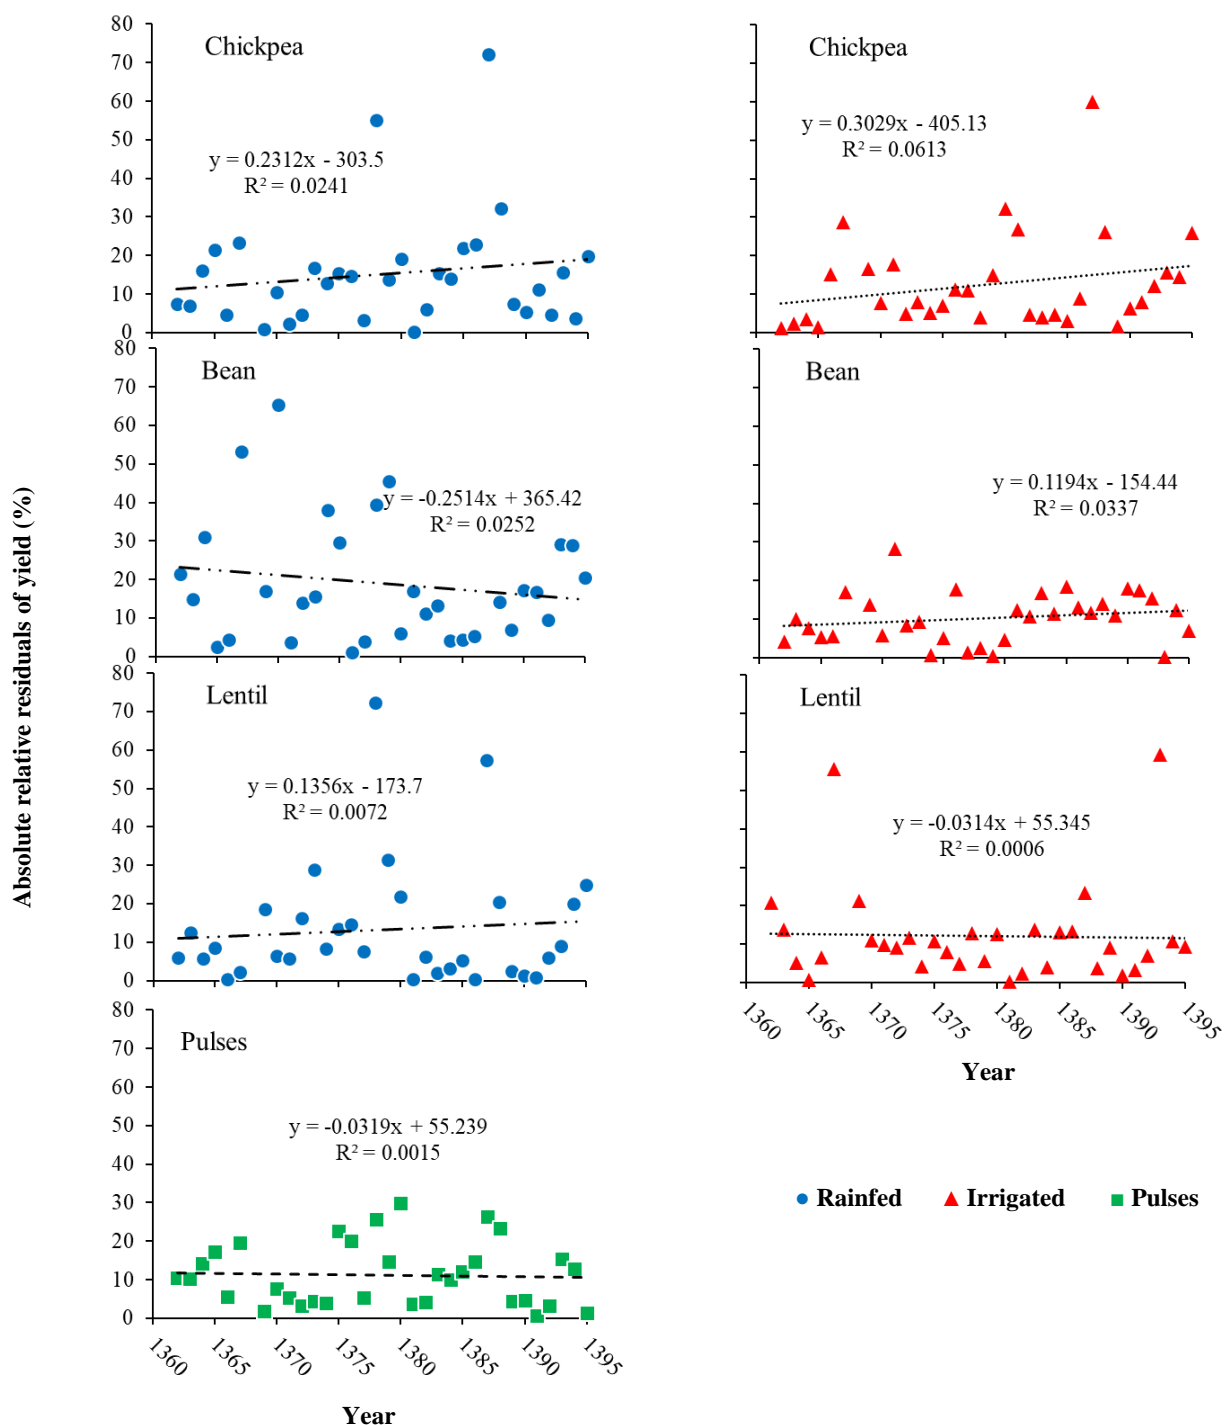 Absolute relative residuals of yield (%)
80
70
60
50
40
30
20
10
0
Chickpea
y = 0.2312x - 303.5
R² = 0.0241
Chickpea
y = 0.3029x - 405.13
R² = 0.0613
80
70
60
50
40
30
20
10
0
Bean
y = -0.2514x + 365.42
R² = 0.0252
Bean
y = 0.1194x - 154.44
R² = 0.0337
80
70
60
50
40
30
20
10
0
Lentil
y = 0.1356x - 173.7
R² = 0.0072
Lentil
y = -0.0314x + 55.345
R² = 0.0006
1360 1365 1370 1375 1380 1385 1390 1395
Year
80
70
60
50
40
30
20
10
0
Pulses
y = -0.0319x + 55.239
R² = 0.0015
1360 1365 1370 1375 1380 1385 1390 1395
Year
Rainfed Irrigated Pulses